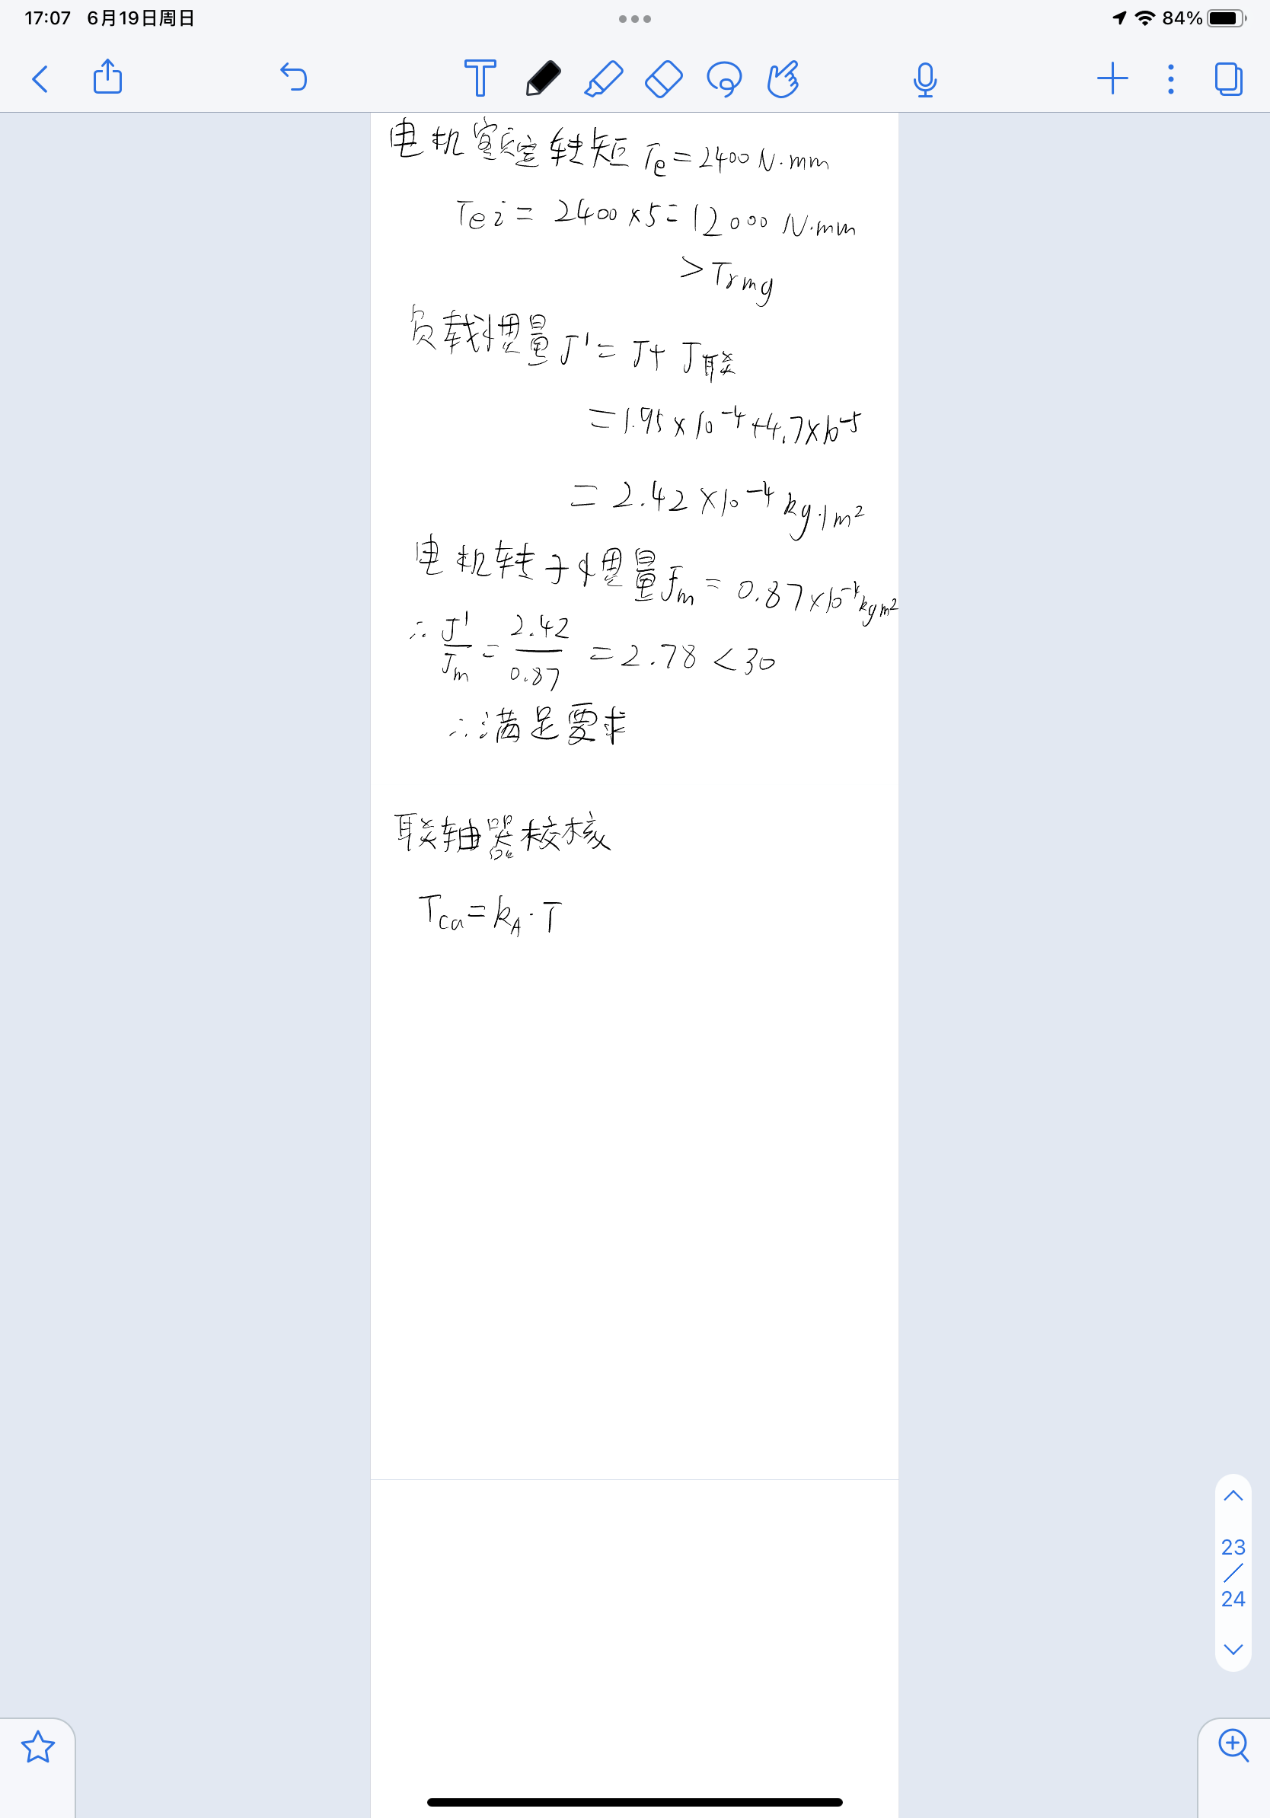 17:07 6月19日周日
84%
电机额定转矩 Te = 2400 N·mm
Tei = 2400 × 5 = 12000 N·mm
> Trmg
负载惯量 J' = J + J联
= 1.95 × 10⁻⁴ + 4.7 × 10⁻⁵
= 2.42 × 10⁻⁴ kg·m²
电机转子惯量 Jm = 0.87 × 10⁻⁴ kgm²
∴ J'/Jm = 2.42/0.87 = 2.78 < 30
∴ 满足要求
联轴器校核
Tca = kA · T
23
24